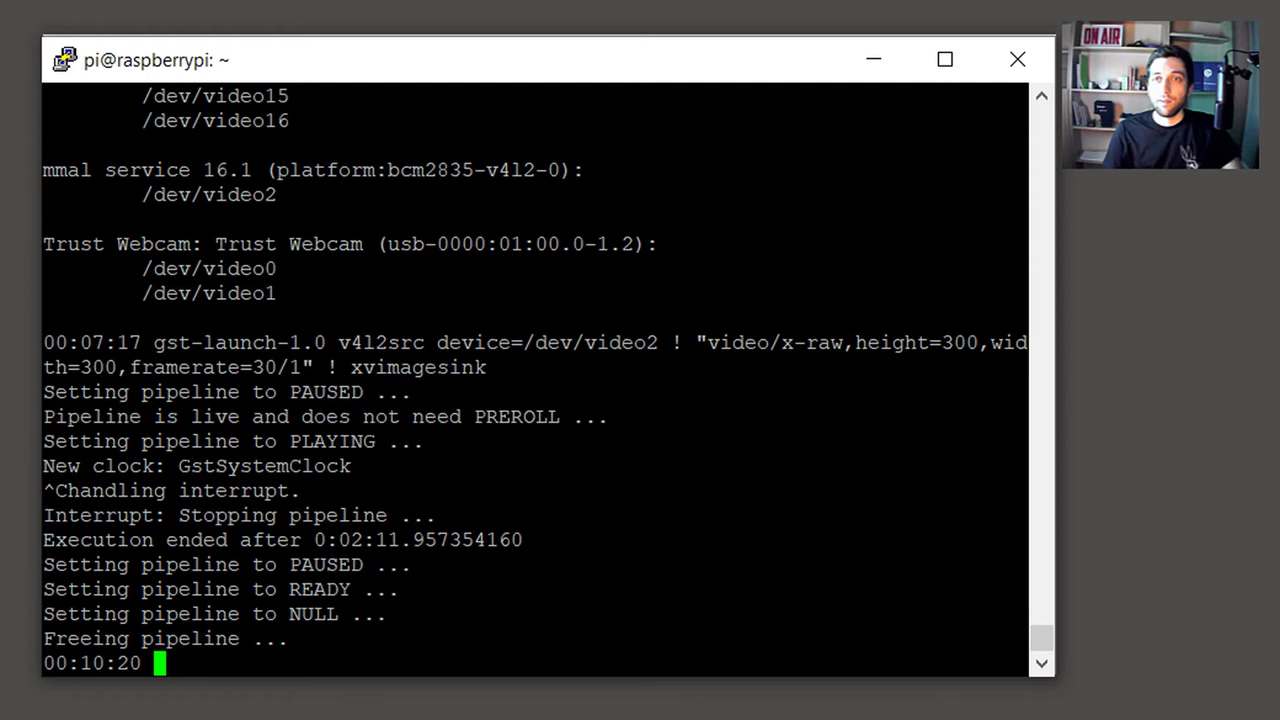 ON AIR
pi@raspberrypi: ~
/dev/video15
/dev/video16
mmal service 16.1 (platform:bcm2835-v4l2-0):
/dev/video2
Trust Webcam: Trust Webcam (usb-0000:01:00.0-1.2):
/dev/video0
/dev/video1
00:07:17 gst-launch-1.0 v4l2src device=/dev/video2 ! "video/x-raw,height=300,wid
th=300,framerate=30/1" ! xvimagesink
Setting pipeline to PAUSED ...
Pipeline is live and does not need PREROLL ...
Setting pipeline to PLAYING ...
New clock: GstSystemClock
^Chandling interrupt.
Interrupt: Stopping pipeline ...
Execution ended after 0:02:11.957354160
Setting pipeline to PAUSED ...
Setting pipeline to READY ...
Setting pipeline to NULL ...
Freeing pipeline ...
00:10:20